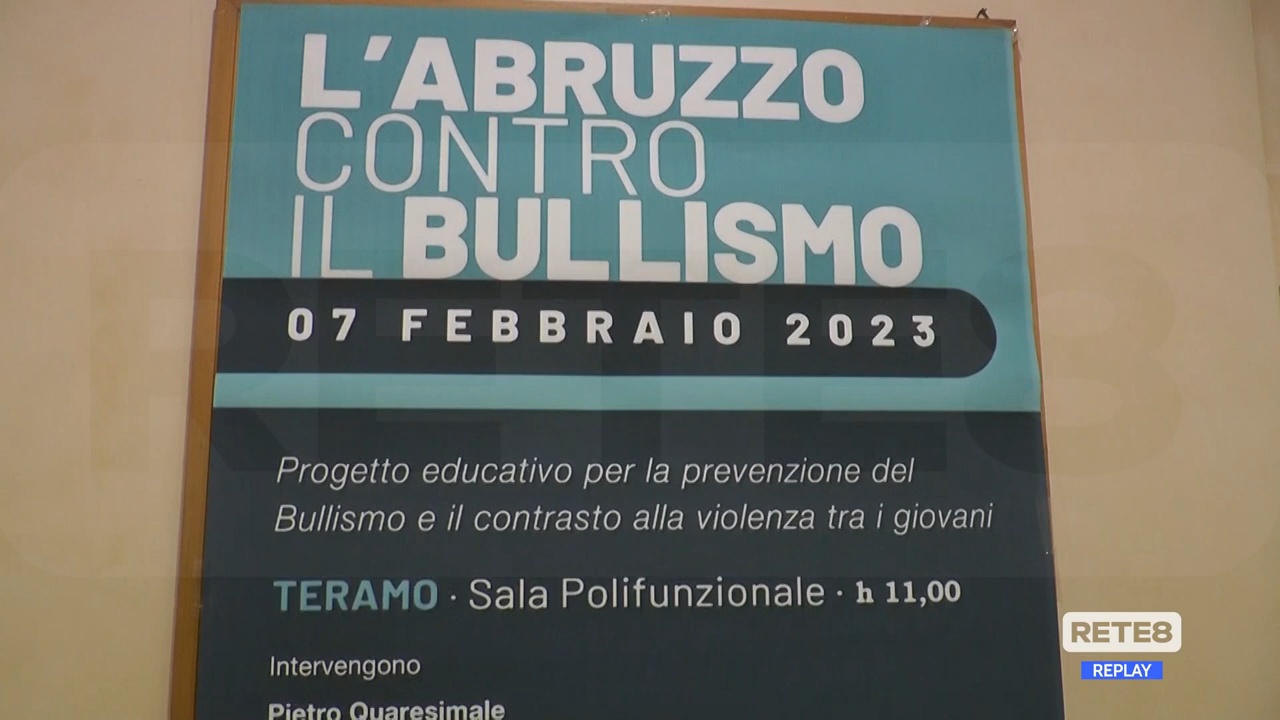 L'ABRUZZO
CONTRO
IL BULLISMO
07 FEBBRAIO 2023
Progetto educativo per la prevenzione del
Bullismo e il contrasto alla violenza tra i giovani
TERAMO · Sala Polifunzionale · h 11,00
Intervengono
Pietro Quaresimale
RETE8
REPLAY
RETE8